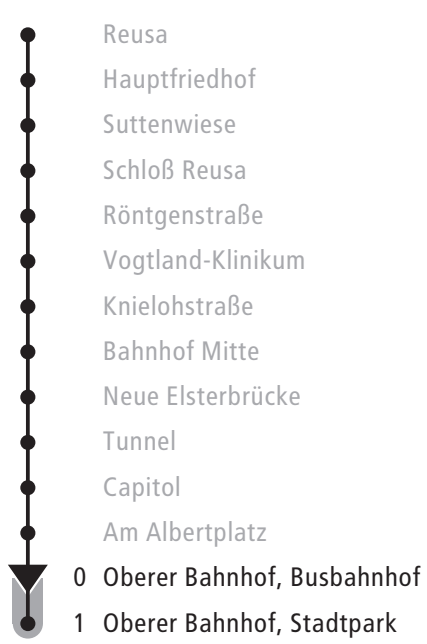 Reusa
Hauptfriedhof
Suttenwiese
Schloß Reusa
Röntgenstraße
Vogtland-Klinikum
Knielohstraße
Bahnhof Mitte
Neue Elsterbrücke
Tunnel
Capitol
Am Albertplatz
0 Oberer Bahnhof, Busbahnhof
1 Oberer Bahnhof, Stadtpark